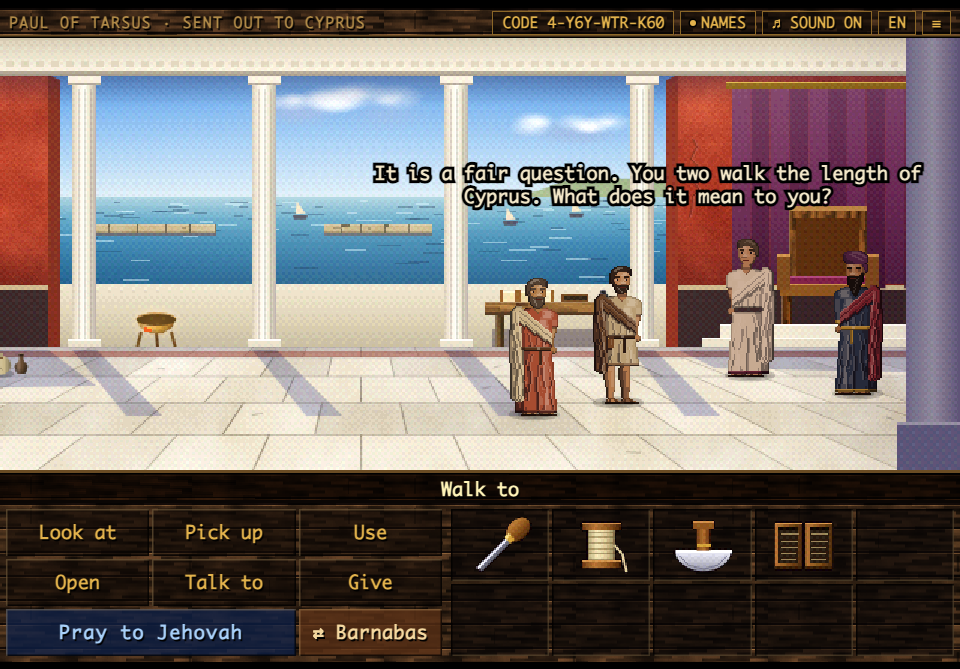 PAUL OF TARSUS · SENT OUT TO CYPRUS
CODE 4-Y6Y-WTR-K60
• NAMES
♬ SOUND ON
EN
≡
It is a fair question. You two walk the length of
Cyprus. What does it mean to you?
Walk to
Look at
Pick up
Use
Open
Talk to
Give
Pray to Jehovah
⇄ Barnabas